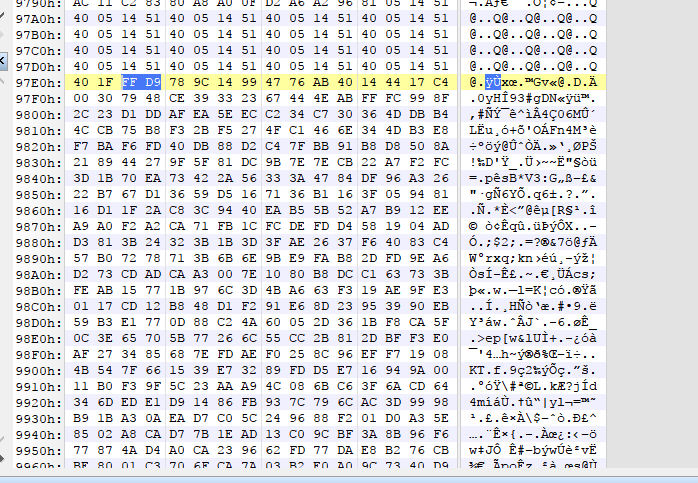 9790h: AC 11 C2 83 80 A8 A0 0F D2 A6 A2 96 81 05 14 51
97A0h: 40 05 14 51 40 05 14 51 40 05 14 51 40 05 14 51 @..Q@..Q@..Q@..Q
97B0h: 40 05 14 51 40 05 14 51 40 05 14 51 40 05 14 51 @..Q@..Q@..Q@..Q
97C0h: 40 05 14 51 40 05 14 51 40 05 14 51 40 05 14 51 @..Q@..Q@..Q@..Q
97D0h: 40 05 14 51 40 05 14 51 40 05 14 51 40 05 14 51 @..Q@..Q@..Q@..Q
97E0h: 40 1F FF D9 78 9C 14 99 47 76 AB 40 14 44 17 C4 @.ÿÙxœ.™Gv«@.D.Ä
97F0h: 00 30 79 48 CE 39 33 23 67 44 4E AB FF FC 99 8F .0yHÎ93#gDN«ÿü™.
9800h: 2C 23 D1 DD AF EA 5E EC C2 34 C7 30 36 4D DB B4 ,#ÑÝ¯ê^ìÂ4Ç06MÛ´
9810h: 4C CB 75 B8 F3 2B F5 27 4F C1 46 6E 34 4D B3 E8 LËu¸ó+õ'OÁFn4M³è
9820h: F7 BA F6 FD 40 DB 88 D2 C4 7F BB 91 B8 D8 50 8A ÷ºöý@ÛˆÒÄ.»‘¸ØPŠ
9830h: 21 89 44 27 9F 5F 81 DC 9B 7E 7E CB 22 A7 F2 FC !‰D'Ÿ_.Ü›~~Ë"§òü
9840h: 3D 1B 70 EA 73 42 2A 56 33 3A 47 84 DF 96 A3 26 =.pêsB*V3:G„ß–£&
9850h: 22 B7 67 D1 36 59 D5 16 71 36 B1 16 3F 05 94 81 "·gÑ6YÕ.q6±.?.”.
9860h: 16 D1 1F 2A C8 3C 94 40 EA B5 5B 52 A7 B9 12 EE .Ñ.*È<”@êµ[R§¹.î
9870h: A9 A0 F2 A2 CA 71 FB 1C FC DE FD D4 58 19 04 AD © ò¢Êqû.üÞýÔX..-
9880h: D3 81 3B 24 32 3B 1B 3D 3F AE 26 37 F6 40 83 C4 Ó.;$2;.=?®&7ö@ƒÄ
9890h: 57 B0 72 78 71 3B 6B 6E 9B E9 FA B8 2D FD 9E A6 W°rxq;kn›éú¸-ýž¦
98A0h: D2 73 CD AD CA A3 00 7E 10 80 B8 DC C1 63 73 3B ÒsÍ-Ê£.~.€¸ÜÁcs;
98B0h: FE AB 15 77 1B 97 6C 3D 4B A6 63 F3 19 AE 9F E3 þ«.w.—l=K¦có.®Ÿã
98C0h: 01 17 CD 12 B8 48 D1 F2 91 E6 8D 23 95 39 90 EB ..Í.¸HÑò‘æ.#•9.ë
98D0h: 59 B3 E1 77 0D 88 C2 4A 60 05 2D 36 1B F8 CA 5F Y³áw.ˆÂJ`.-6.øÊ_
98E0h: 0C 3E 65 70 5B 77 26 6C 55 CC 2B 81 2D BF F3 E0 .>ep[w&lUÌ+.-¿óà
98F0h: AF 27 34 85 68 7E FD AE F0 25 8C 96 EF F7 19 08 ¯'4…h~ý®ð%Œ–ï÷..
9900h: 4B 54 7F 66 15 39 E7 32 89 FD D5 E7 16 94 9A 00 KT.f.9ç2‰ýÕç.”š.
9910h: 11 B0 F3 9F 5C 23 AA A9 4C 08 6B C6 3F 6A CD 64 .°óŸ\#ª©L.kÆ?jÍd
9920h: 34 6D ED E1 D9 14 86 FB 93 7C 79 6C AC 3D 99 98 4míáÙ.†û“|yl¬=™˜
9930h: B9 1B A3 0A EA D7 C0 5C 24 96 88 F2 01 D0 A3 5E ¹.£.ê×À\$–ˆò.Ð£^
9940h: 85 02 A8 CA D7 7B 1E AD 13 C0 9C BF 3A 8B 96 F6 ….¨Ê×{.-.Àœ¿:‹–ö
9950h: 77 87 4A D4 A0 CA 23 96 62 FD 77 DA E8 B2 76 CB w‡JÔ Ê#–býwÚè²vË
9960h: